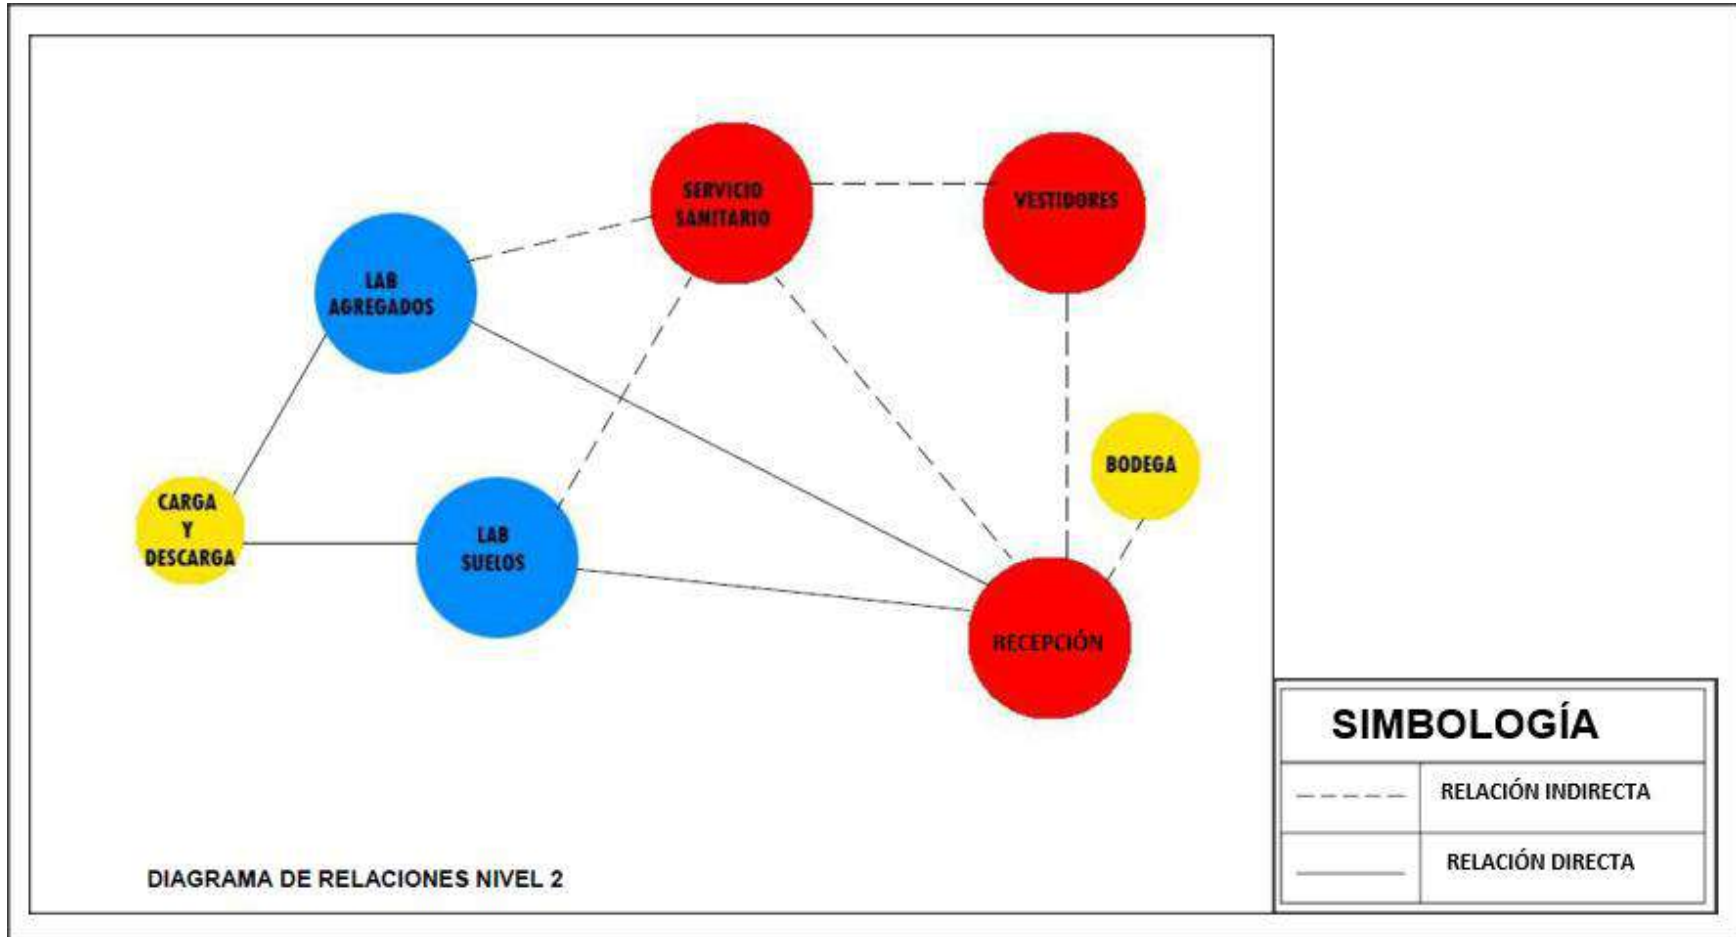 SERVICIO
SANITARIO
VESTIDORES
LAB
AGREGADOS
BODEGA
CARGA
Y
DESCARGA
LAB
SUELOS
RECEPCIÓN
SIMBOLOGÍA
RELACIÓN INDIRECTA
RELACIÓN DIRECTA
DIAGRAMA DE RELACIONES NIVEL 2